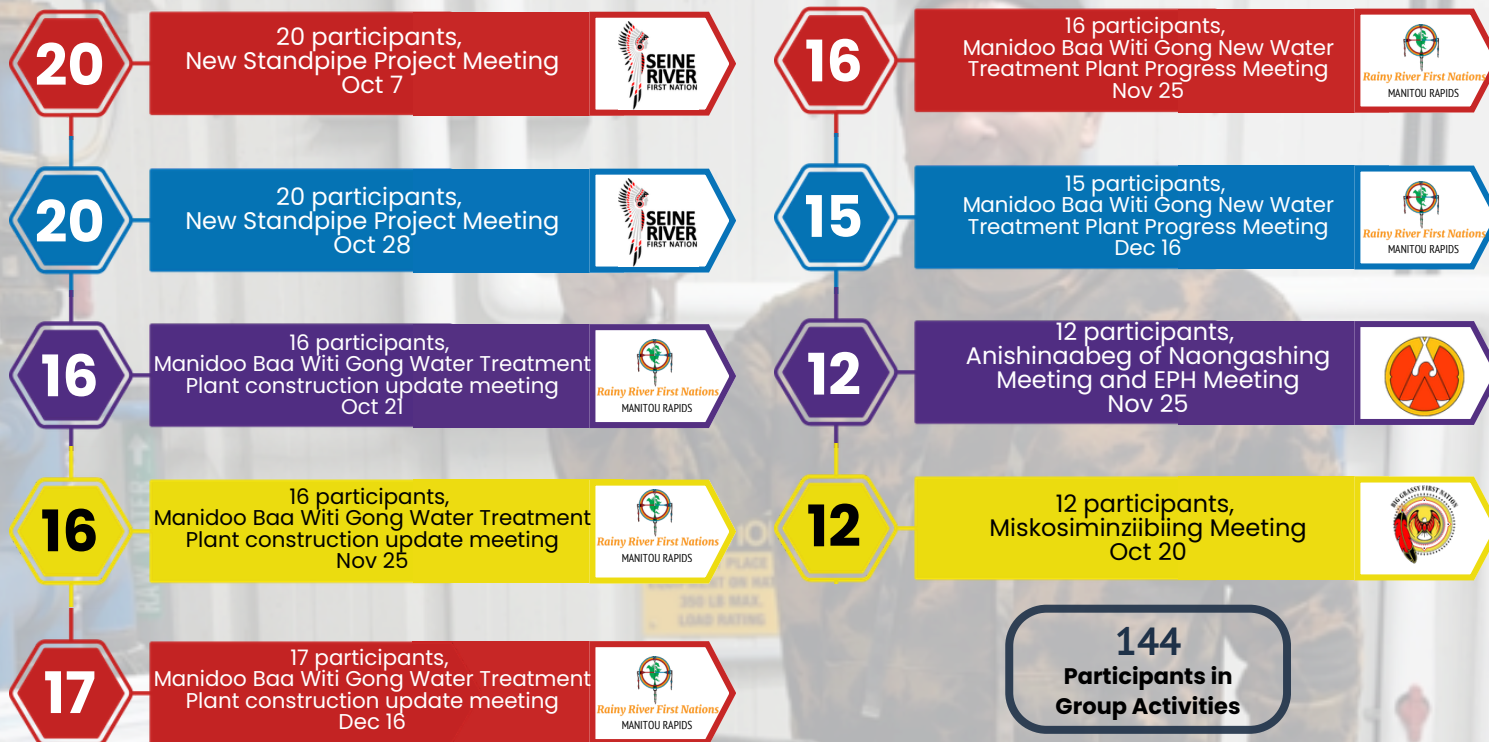 20
20 participants,
New Standpipe Project Meeting
Oct 7
SEINE
RIVER
FIRST NATION
20
20 participants,
New Standpipe Project Meeting
Oct 28
SEINE
RIVER
FIRST NATION
16
16 participants,
Manidoo Baa Witi Gong Water Treatment
Plant construction update meeting
Oct 21
Rainy River First Nations
MANITOU RAPIDS
16
16 participants,
Manidoo Baa Witi Gong Water Treatment
Plant construction update meeting
Nov 25
Rainy River First Nations
MANITOU RAPIDS
17
17 participants,
Manidoo Baa Witi Gong Water Treatment
Plant construction update meeting
Dec 16
Rainy River First Nations
MANITOU RAPIDS
16
16 participants,
Manidoo Baa Witi Gong New Water
Treatment Plant Progress Meeting
Nov 25
Rainy River First Nations
MANITOU RAPIDS
15
15 participants,
Manidoo Baa Witi Gong New Water
Treatment Plant Progress Meeting
Dec 16
Rainy River First Nations
MANITOU RAPIDS
12
12 participants,
Anishinaabeg of Naongashing
Meeting and EPH Meeting
Nov 25
12
12 participants,
Miskosiminziibiing Meeting
Oct 20
BIG GRASSY FIRST NATION
144
Participants in
Group Activities
PLACE
350 LB MAX.
LOAD RATING
RAW WATER